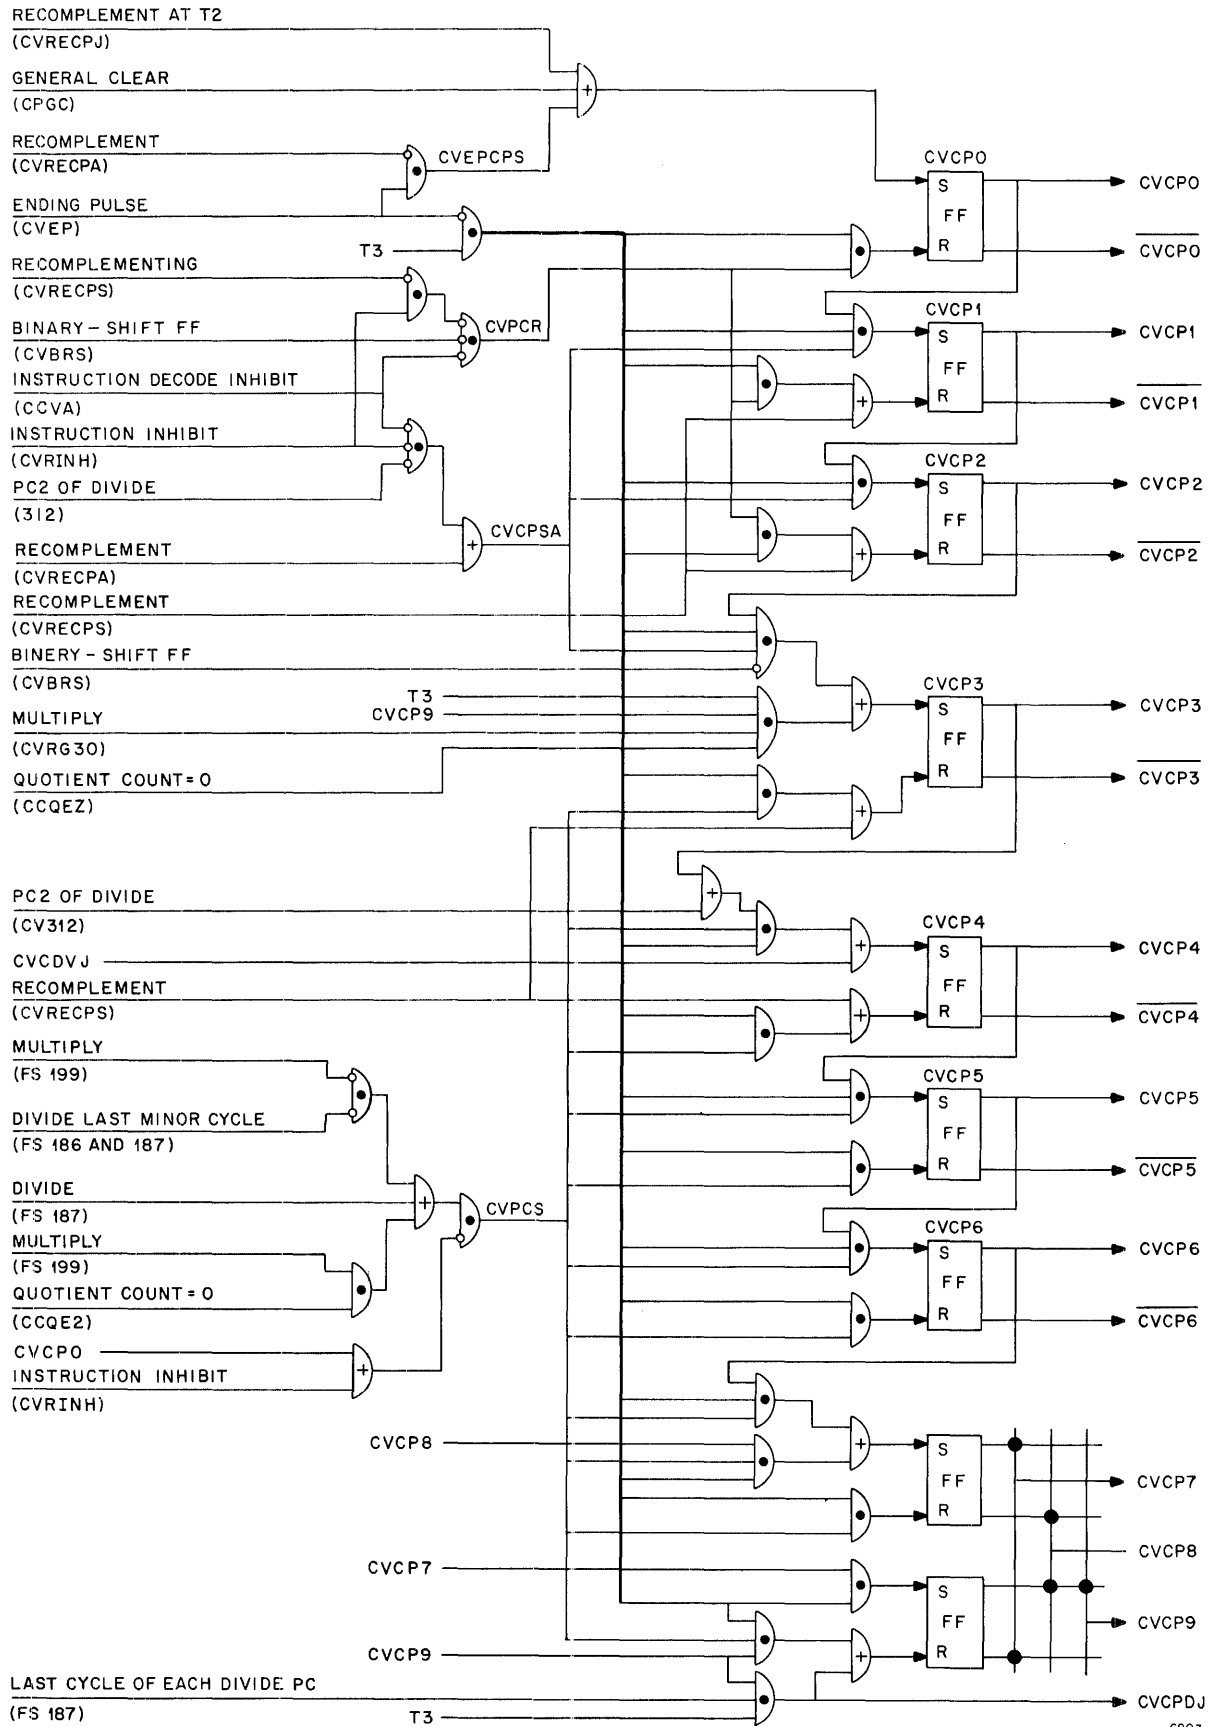 RECOMPLEMENT AT T2
(CVRECPJ)
GENERAL CLEAR
(CPGC)
+
RECOMPLEMENT
(CVRECPA)
CVEPCPS
CVCP0
S
FF
R
CVCP0
CVCP0
ENDING PULSE
(CVEP)
T3
RECOMPLEMENTING
(CVRECPS)
BINARY-SHIFT FF
(CVBRS)
CVPCR
CVCP1
S
FF
R
CVCP1
CVCP1
INSTRUCTION DECODE INHIBIT
(CCVA)
+
INSTRUCTION INHIBIT
(CVRINH)
PC2 OF DIVIDE
(312)
CVCP2
S
FF
R
CVCP2
CVCP2
+
CVCPSA
+
RECOMPLEMENT
(CVRECPA)
RECOMPLEMENT
(CVRECPS)
BINERY-SHIFT FF
(CVBRS)
T3
CVCP9
MULTIPLY
(CVRG30)
+
CVCP3
S
FF
R
CVCP3
CVCP3
QUOTIENT COUNT=0
(CCQEZ)
+
PC2 OF DIVIDE
(CV312)
+
CVCDVJ
+
CVCP4
S
FF
R
CVCP4
CVCP4
RECOMPLEMENT
(CVRECPS)
+
MULTIPLY
(FS 199)
DIVIDE LAST MINOR CYCLE
(FS 186 AND 187)
CVCP5
S
FF
R
CVCP5
CVCP5
DIVIDE
(FS 187)
+
CVPCS
MULTIPLY
(FS 199)
QUOTIENT COUNT=0
(CCQE2)
CVCP6
S
FF
R
CVCP6
CVCP6
CVCP0
INSTRUCTION INHIBIT
(CVRINH)
+
CVCP8
+
S
FF
R
CVCP7
CVCP8
CVCP7
S
FF
R
CVCP9
CVCP9
+
LAST CYCLE OF EACH DIVIDE PC
(FS 187)
T3
CVCPDJ